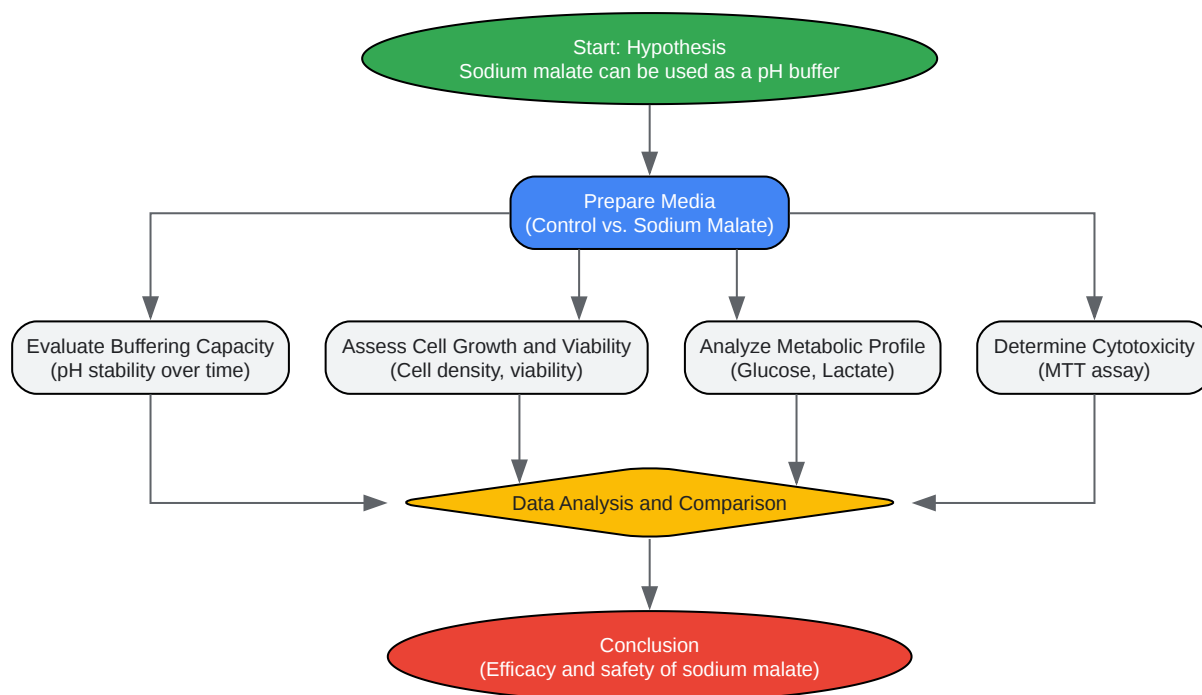 Start: Hypothesis
Sodium malate can be used as a pH buffer
Prepare Media
(Control vs. Sodium Malate)
Evaluate Buffering Capacity
(pH stability over time)
Assess Cell Growth and Viability
(Cell density, viability)
Analyze Metabolic Profile
(Glucose, Lactate)
Determine Cytotoxicity
(MTT assay)
Data Analysis and Comparison
Conclusion
(Efficacy and safety of sodium malate)